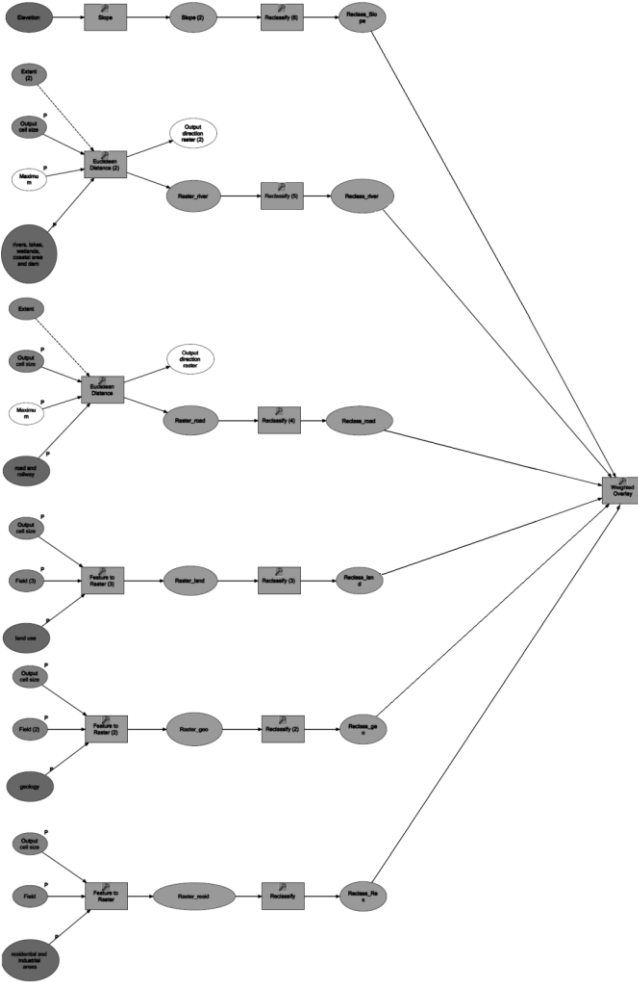 Elevation
Slope
Slope (2)
Reclassify (6)
Reclass_Slo
pe
Extent
(2)
P
Output
cell size
P
Maximu
m
Euclidean
Distance (2)
Output
direction
raster (2)
Raster_river
Reclassify (5)
Reclass_river
P
rivers, lakes,
wetlands,
coastal area
and dam
Extent
P
Output
cell size
P
Maximu
m
Euclidean
Distance
Output
direction
raster
Raster_road
Reclassify (4)
Reclass_road
P
road and
railway
Weighted
Overlay
P
Output
cell size
P
Field (3)
Feature to
Raster (3)
Raster_land
Reclassify (3)
Reclass_lan
d
P
land use
P
Output
cell size
P
Field (2)
Feature to
Raster (2)
Raster_geo
Reclassify (2)
Reclass_ge
o
P
geology
P
Output
cell size
P
Field
Feature to
Raster
Raster_resid
Reclassify
Reclass_Re
s
P
residential and
industrial
areas